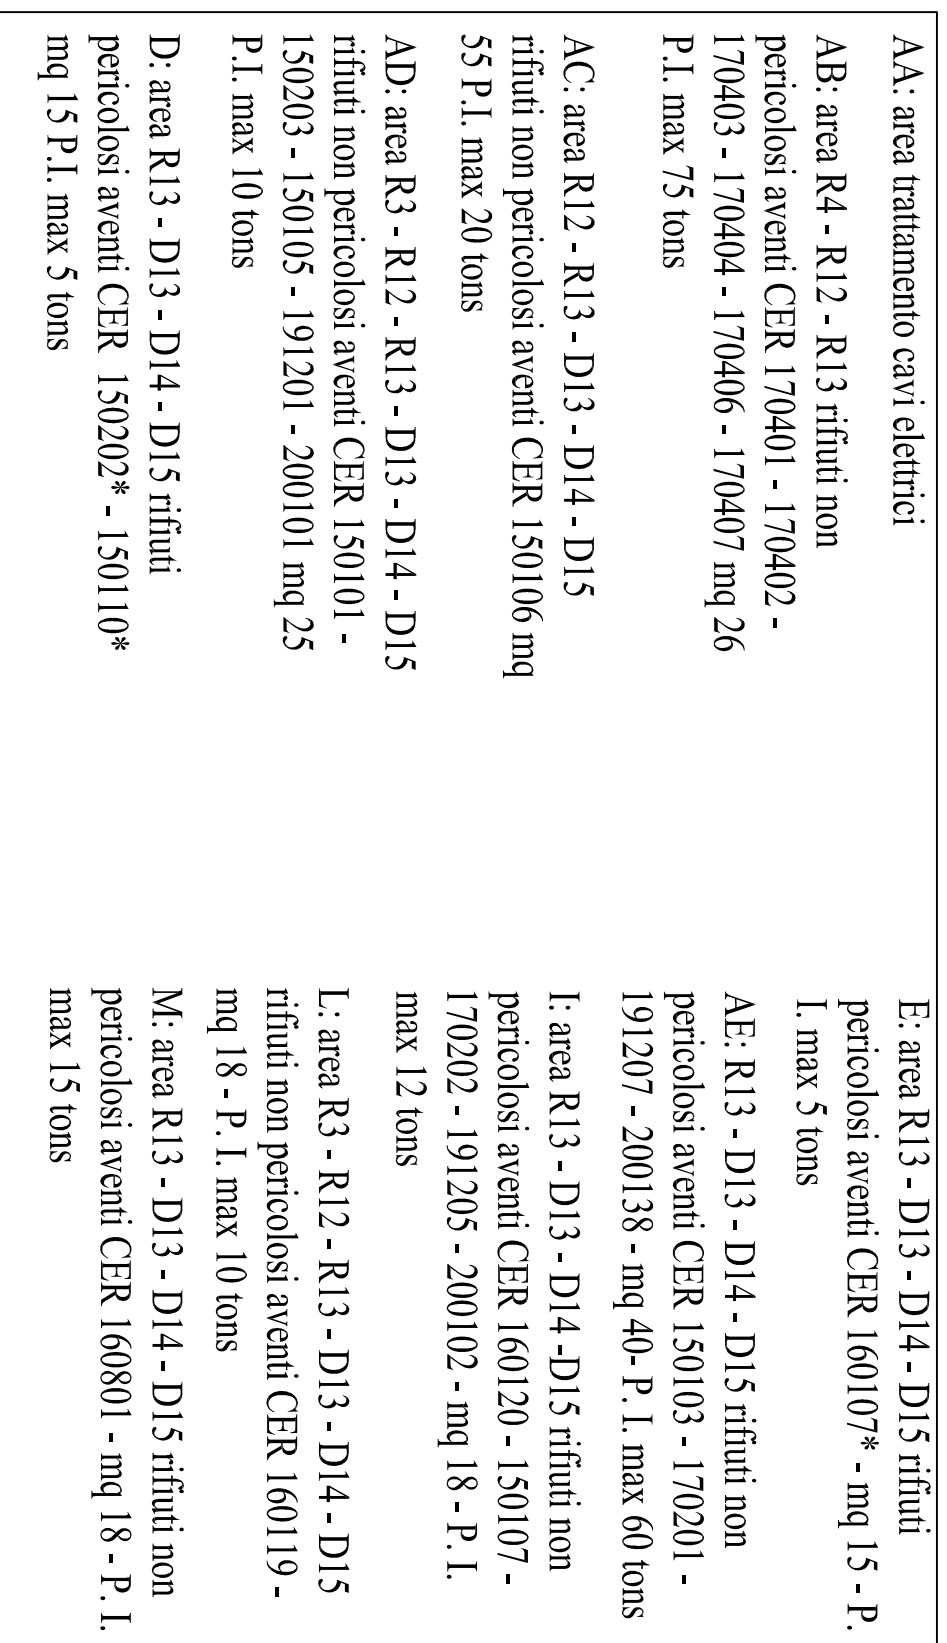 AA: area trattamento cavi elettrici
AB: area R4 - R12 - R13 rifiuti non
pericolosi aventi CER 170401 - 170402 -
170403 - 170404 - 170406 - 170407 mq 26
P.I. max 75 tons
AC: area R12 - R13 - D13 - D14 - D15
rifiuti non pericolosi aventi CER 150106 mq
55 P.I. max 20 tons
AD: area R3 - R12 - R13 - D13 - D14 - D15
rifiuti non pericolosi aventi CER 150101 -
150203 - 150105 - 191201 - 200101 mq 25
P.I. max 10 tons
D: area R13 - D13 - D14 - D15 rifiuti
pericolosi aventi CER 150202* - 150110*
mq 15 P.I. max 5 tons
E: area R13 - D13 - D14 - D15 rifiuti
pericolosi aventi CER 160107* - mq 15 - P.
I. max 5 tons
AE: R13 - D13 - D14 - D15 rifiuti non
pericolosi aventi CER 150103 - 170201 -
191207 - 200138 - mq 40- P. I. max 60 tons
I: area R13 - D13 - D14 -D15 rifiuti non
pericolosi aventi CER 160120 - 150107 -
170202 - 191205 - 200102 - mq 18 - P. I.
max 12 tons
L: area R3 - R12 - R13 - D13 - D14 - D15
rifiuti non pericolosi aventi CER 160119 -
mq 18 - P. I. max 10 tons
M: area R13 - D13 - D14 - D15 rifiuti non
pericolosi aventi CER 160801 - mq 18 - P. I.
max 15 tons